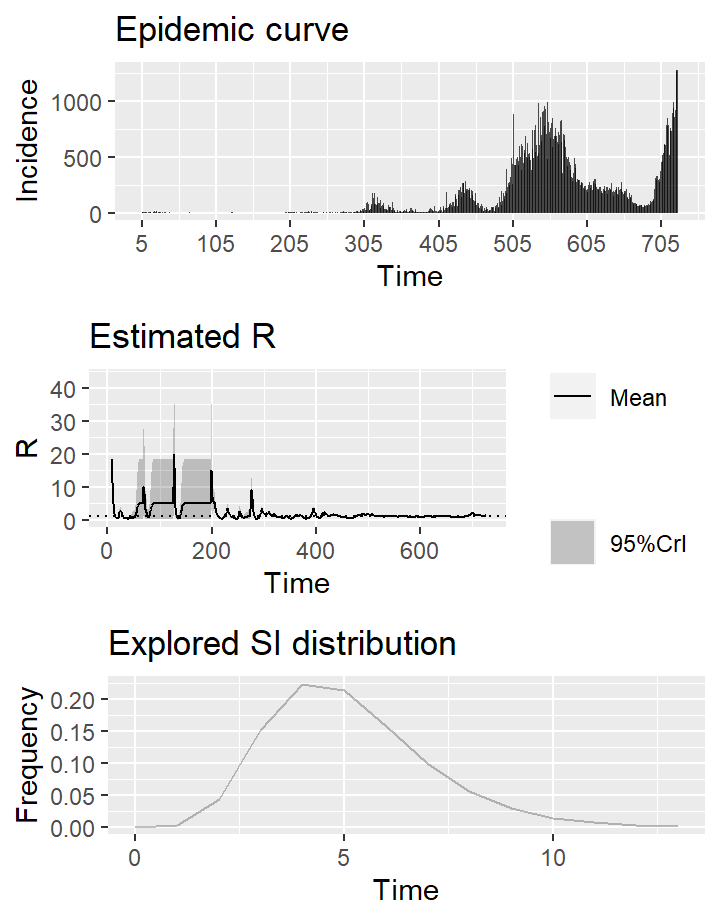 Epidemic curve
Incidence
1000
500
0
5 105 205 305 405 505 605 705
Time
Estimated R
R
40
30
20
10
0
0 200 400 600
Time
Mean
95%CrI
Explored SI distribution
Frequency
0.20
0.15
0.10
0.05
0.00
0 5 10
Time